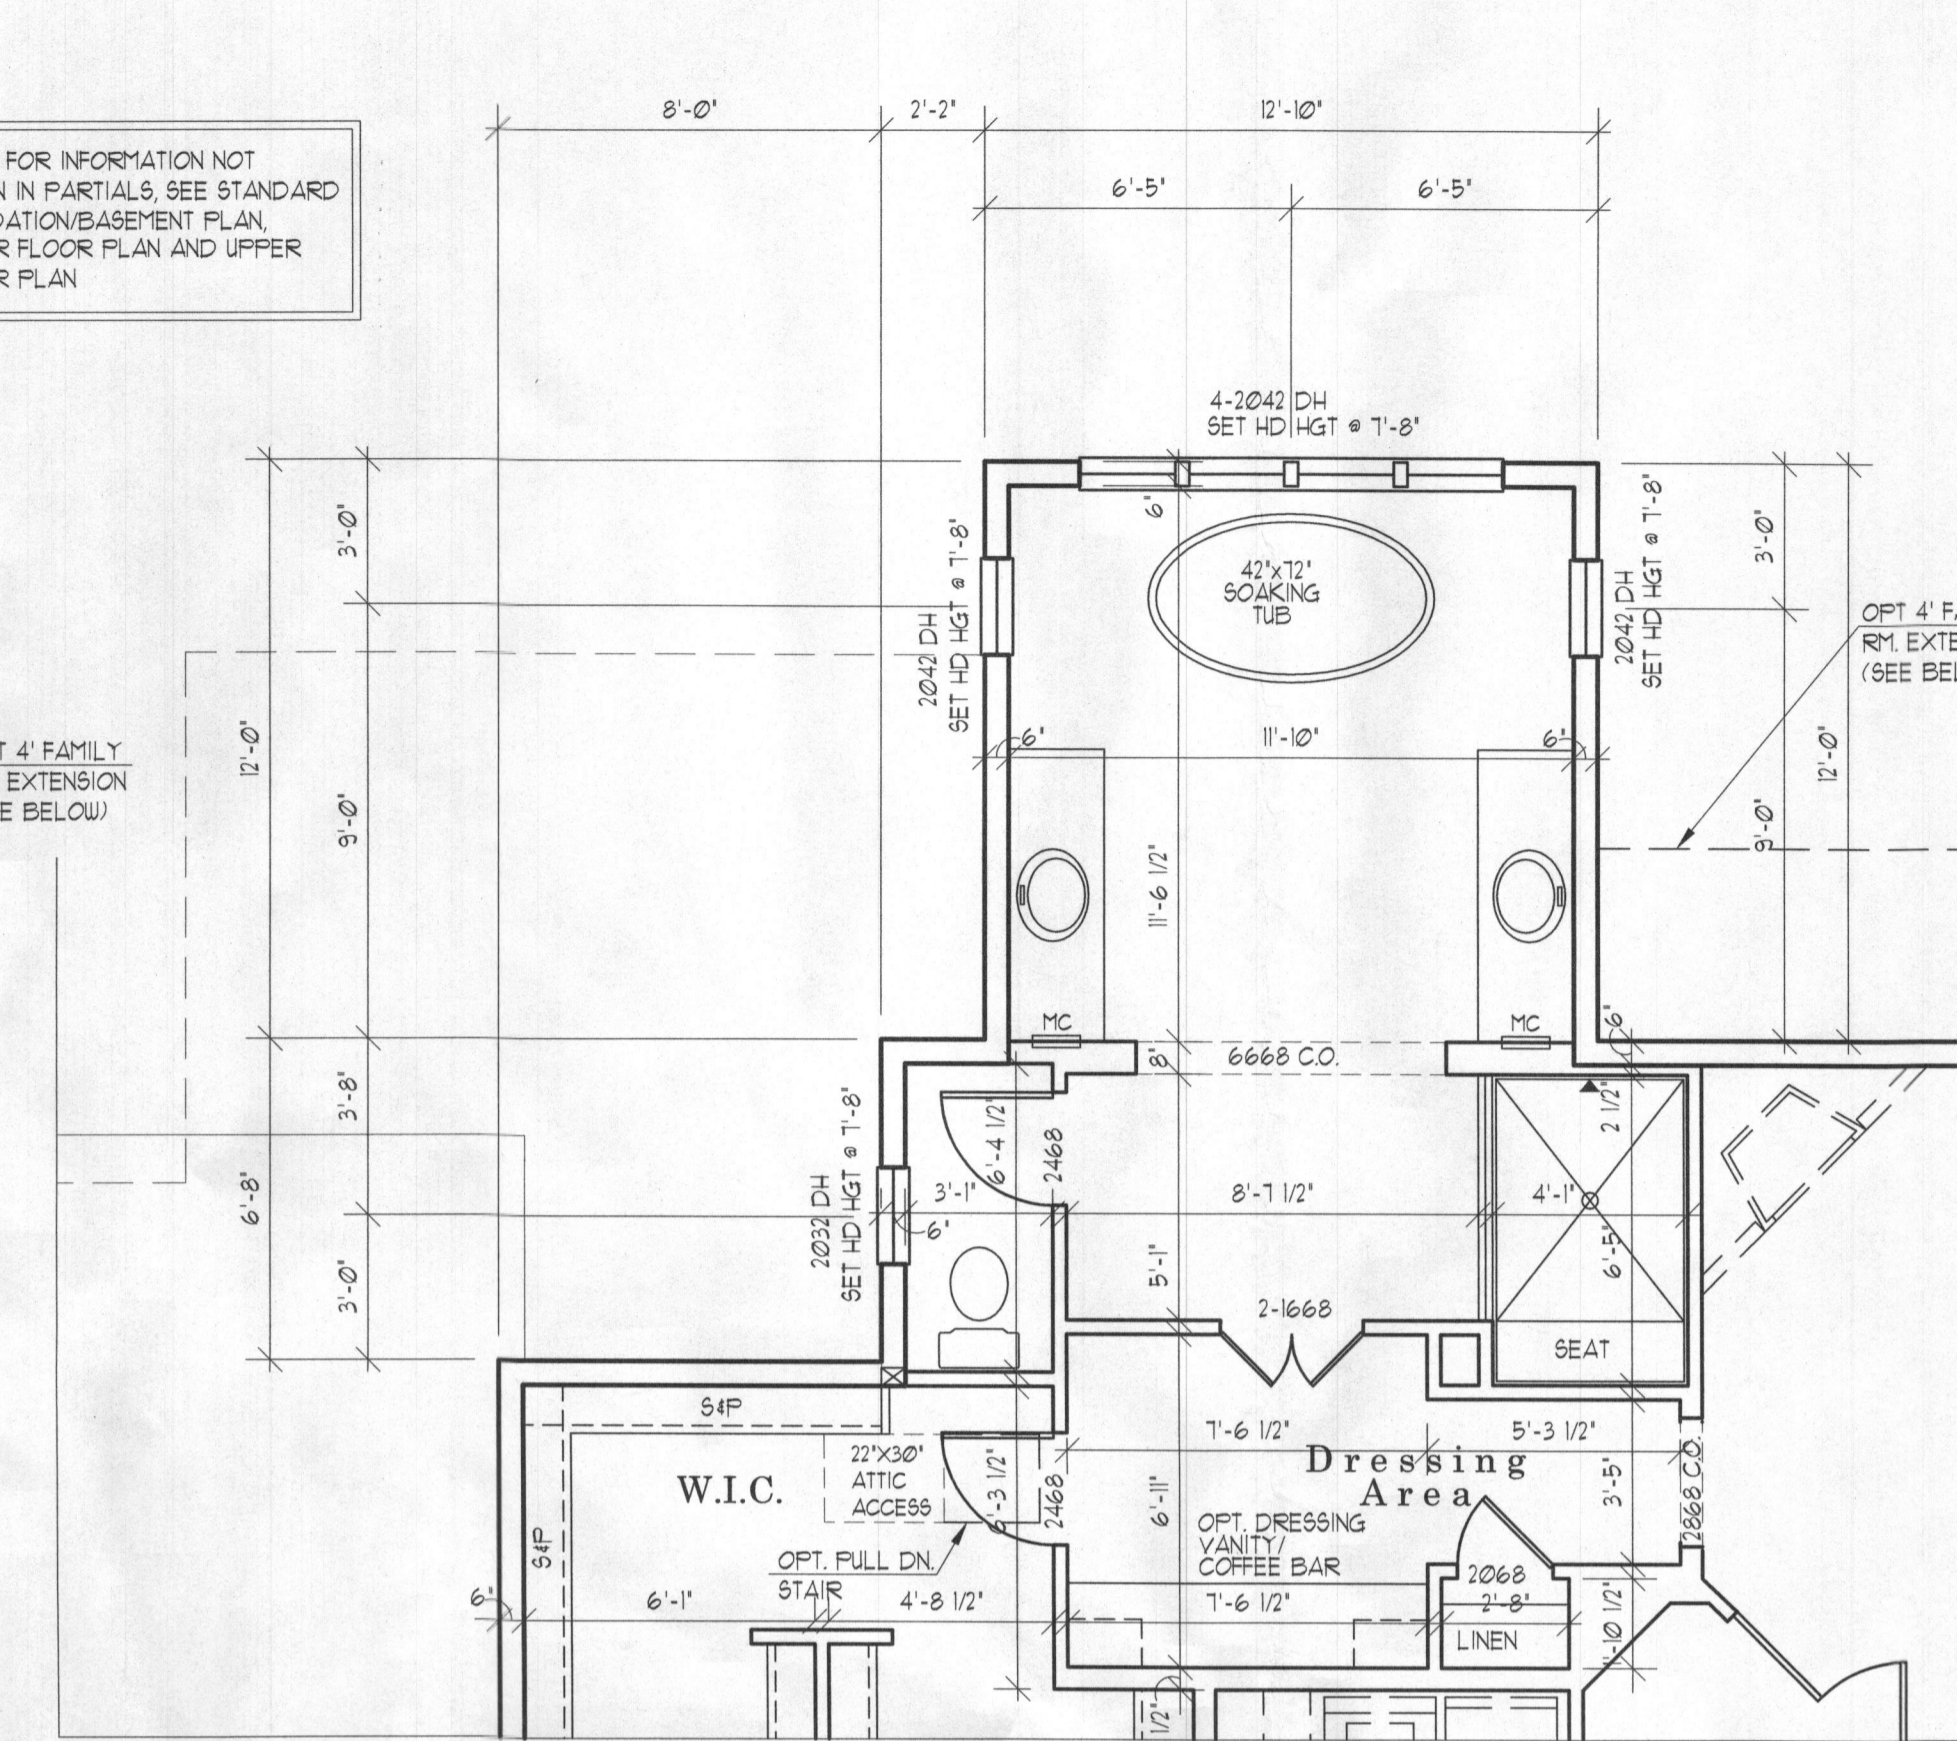 8'-0"
2'-2"
12'-10"
6'-5"
6'-5"
FOR INFORMATION NOT
IN PARTIALS, SEE STANDARD
PLAN,
FLOOR PLAN AND UPPER
PLAN
4-2042 DH
SET HD HGT @ 7'-8"
3'-0"
12'-0"
9'-0"
3'-8"
6'-8"
3'-0"
4' FAMILY
EXTENSION
BELOW)
2042 DH
SET HD HGT @ 7'-8"
6"
42"x72"
SOAKING
TUB
2042 DH
SET HD HGT @ 7'-8"
3'-0"
OPT 4'
RM.
(SEE
12'-0"
9'-0"
6"
11'-10"
6"
11'-6 1/2"
MC
MC
6"
8"
6668 C.O.
2032 DH
SET HD HGT @ 7'-8"
6'-4 1/2"
2468
2 1/2"
3'-1"
8'-7 1/2"
4'-1"
6"
5'-1"
6'-5"
2-1668
SEAT
S&P
22"X30"
ATTIC
ACCESS
W.I.C.
6'-3 1/2"
2468
7'-6 1/2"
5'-3 1/2"
Dressing
Area
6'-11"
3'-5"
2868 C.O.
S&P
OPT. DRESSING
VANITY/
COFFEE BAR
OPT. PULL DN.
STAIR
2068
6"
6'-1"
4'-8 1/2"
7'-6 1/2"
2'-8"
1'-10 1/2"
LINEN
1/2"